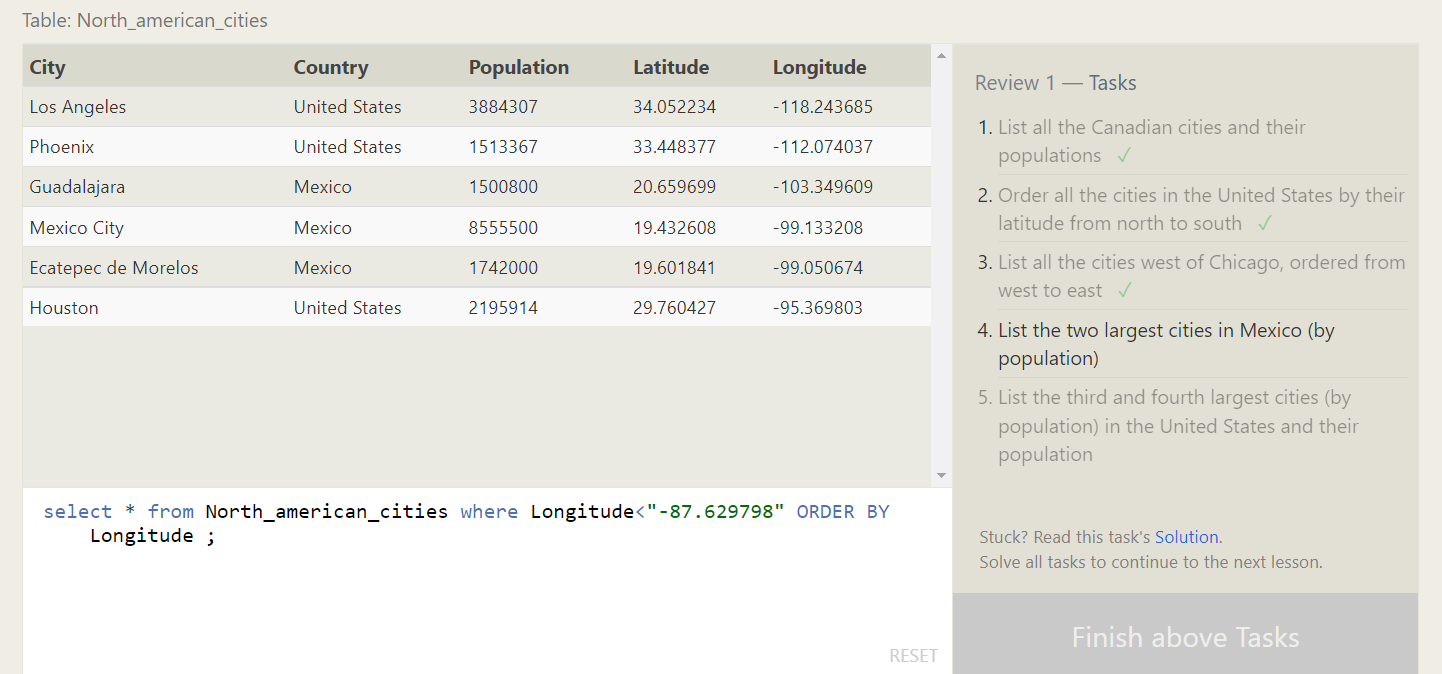 Table: North_american_cities
City Country Population Latitude Longitude
Los Angeles United States 3884307 34.052234 -118.243685
Phoenix United States 1513367 33.448377 -112.074037
Guadalajara Mexico 1500800 20.659699 -103.349609
Mexico City Mexico 8555500 19.432608 -99.133208
Ecatepec de Morelos Mexico 1742000 19.601841 -99.050674
Houston United States 2195914 29.760427 -95.369803
select * from North_american_cities where Longitude<"-87.629798" ORDER BY
Longitude ;
RESET
Review 1 — Tasks
1. List all the Canadian cities and their
populations ✓
2. Order all the cities in the United States by their
latitude from north to south ✓
3. List all the cities west of Chicago, ordered from
west to east ✓
4. List the two largest cities in Mexico (by
population)
5. List the third and fourth largest cities (by
population) in the United States and their
population
Stuck? Read this task's Solution.
Solve all tasks to continue to the next lesson.
Finish above Tasks